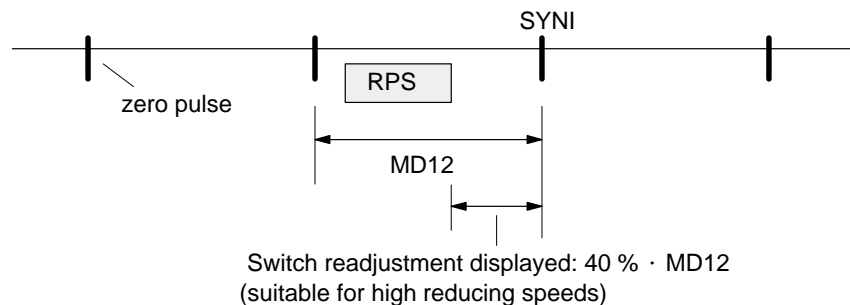 SYNI
RPS
zero pulse
MD12
Switch readjustment displayed: 40 % · MD12
(suitable for high reducing speeds)